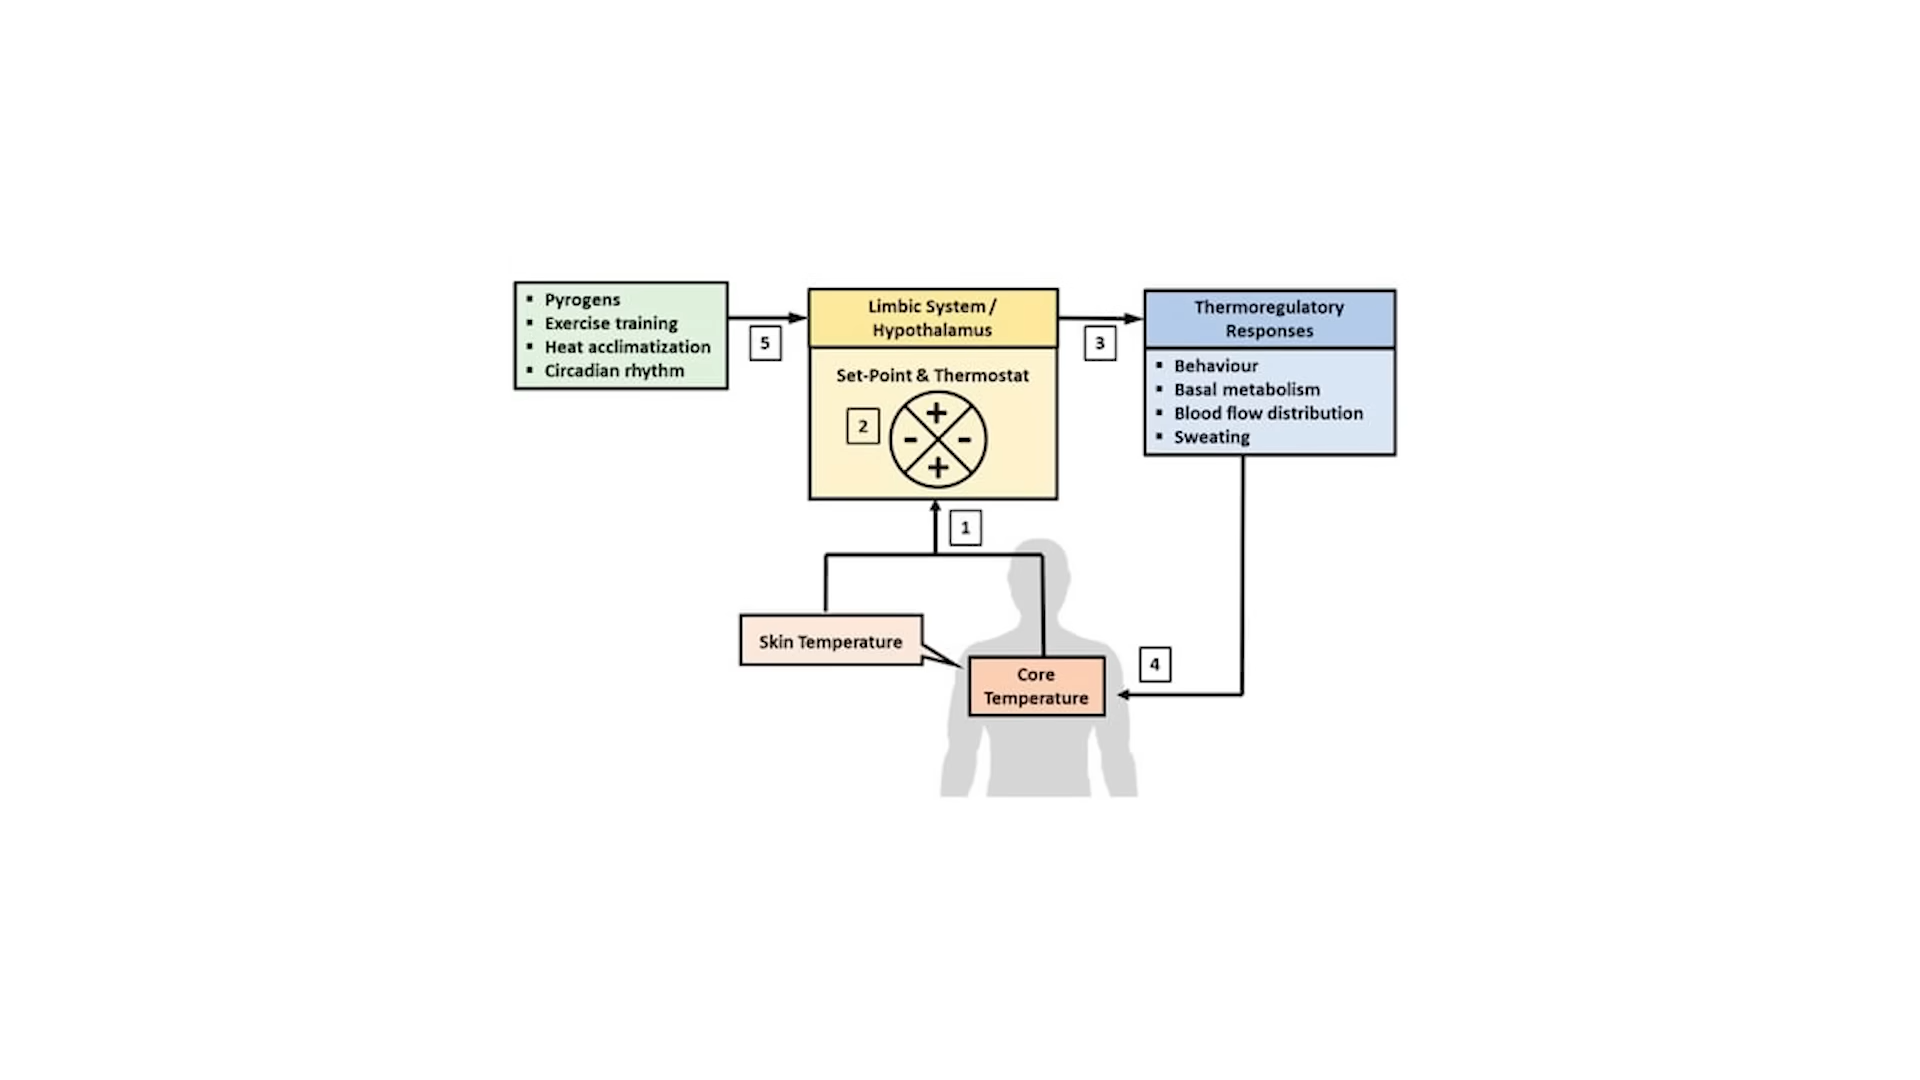 ▪ Pyrogens
▪ Exercise training
▪ Heat acclimatization
▪ Circadian rhythm
5
Limbic System /
Hypothalamus
Set-Point & Thermostat
2
+
- -
+
3
Thermoregulatory
Responses
▪ Behaviour
▪ Basal metabolism
▪ Blood flow distribution
▪ Sweating
1
Skin Temperature
Core
Temperature
4